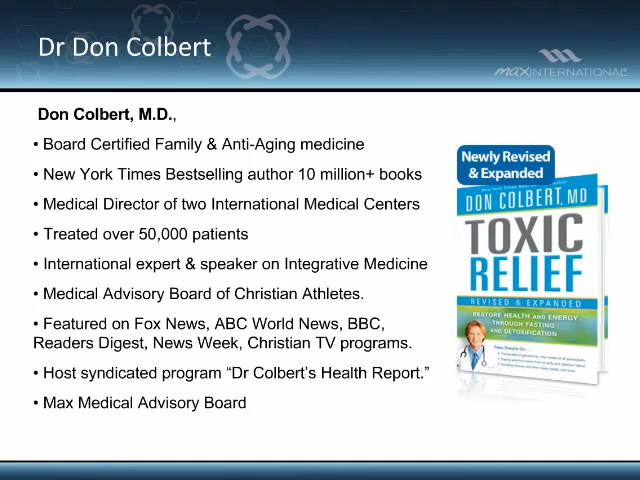 Dr Don Colbert
MAXINTERNATIONAL
Don Colbert, M.D.,
• Board Certified Family & Anti-Aging medicine
• New York Times Bestselling author 10 million+ books
• Medical Director of two International Medical Centers
• Treated over 50,000 patients
• International expert & speaker on Integrative Medicine
• Medical Advisory Board of Christian Athletes.
• Featured on Fox News, ABC World News, BBC,
Readers Digest, News Week, Christian TV programs.
• Host syndicated program “Dr Colbert’s Health Report.”
• Max Medical Advisory Board
Newly Revised
& Expanded
DON COLBERT, MD
TOXIC
RELIEF
REVISED & EXPANDED
RESTORE HEALTH AND ENERGY
THROUGH FASTING
AND DETOXIFICATION